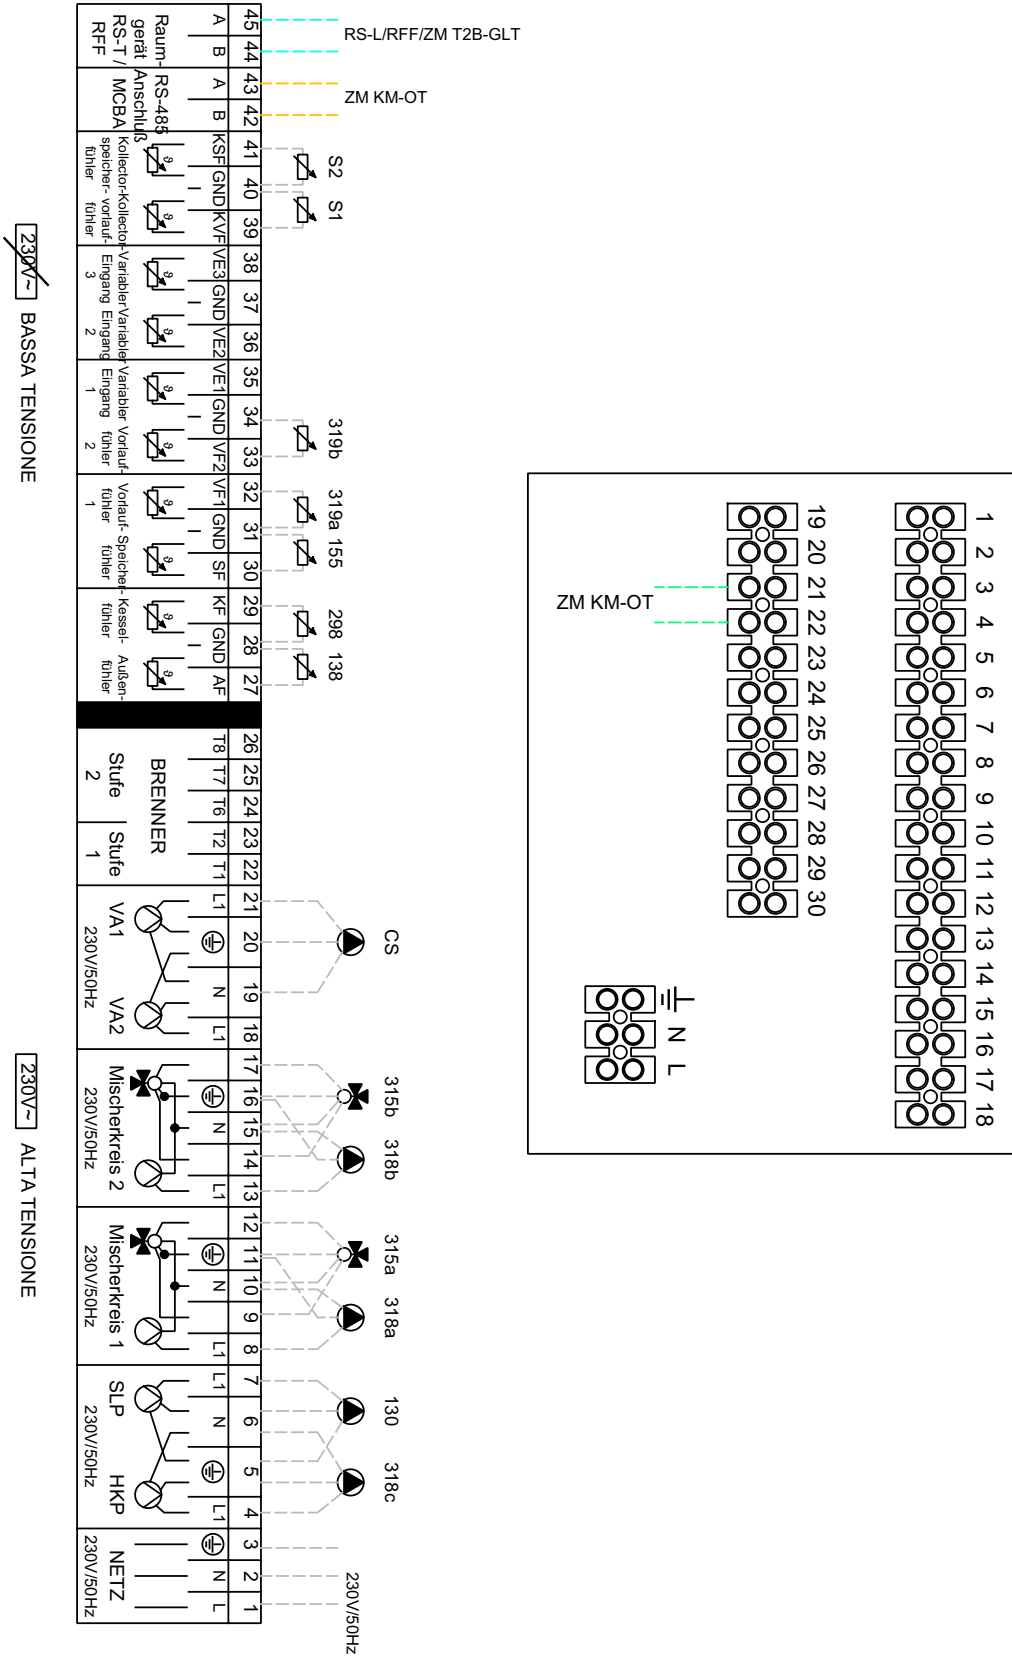 RS-L/RFF/ZM T2B-GLT
ZM KM-OT
S2
S1
319b
319a
155
298
138
CS
315b
318b
315a
318a
130
318c
230V/50Hz
45
44
43
42
41
40
39
38
37
36
35
34
33
32
31
30
29
28
27
26
25
24
23
22
21
20
19
18
17
16
15
14
13
12
11
10
9
8
7
6
5
4
3
2
1
A
B
A
B
KSF
GND
KVF
VE3
GND
VE2
VE1
GND
VF2
VF1
GND
SF
KF
GND
AF
T8
T7
T6
T2
T1
L1
N
L1
N
L1
N
L1
L1
N
L1
N
L
Raum-
gerät
RS-T /
RFF
RS-485
Anschluß
MCBA
Kollector-
speicher-
fühler
Kollector-
vorlauf-
fühler
Variabler
Eingang
3
Variabler
Eingang
2
Variabler
Eingang
1
Vorlauf-
fühler
2
Vorlauf-
fühler
1
Speicher-
fühler
Kessel-
fühler
Außen-
fühler
BRENNER
Stufe
2
Stufe
1
VA1
VA2
230V/50Hz
Mischerkreis 2
230V/50Hz
Mischerkreis 1
230V/50Hz
SLP
HKP
230V/50Hz
NETZ
230V/50Hz
230V~ BASSA TENSIONE
230V~ ALTA TENSIONE
1
2
3
4
5
6
7
8
9
10
11
12
13
14
15
16
17
18
19
20
21
22
23
24
25
26
27
28
29
30
ZM KM-OT
N
L